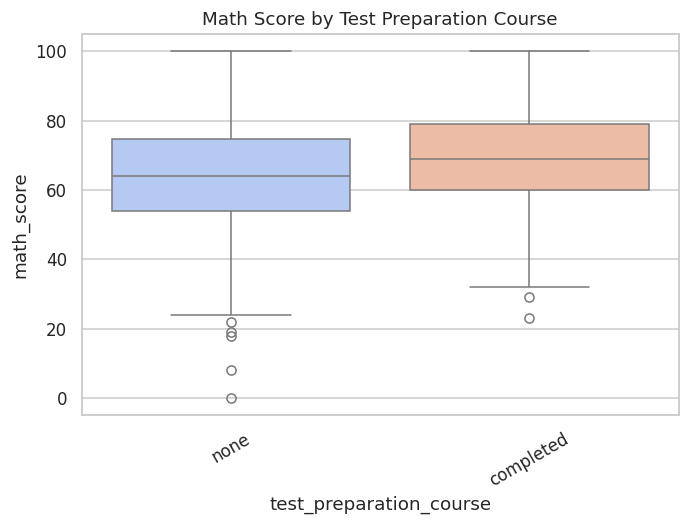 Math Score by Test Preparation Course
100
80
60
40
20
0
math_score
none
completed
test_preparation_course